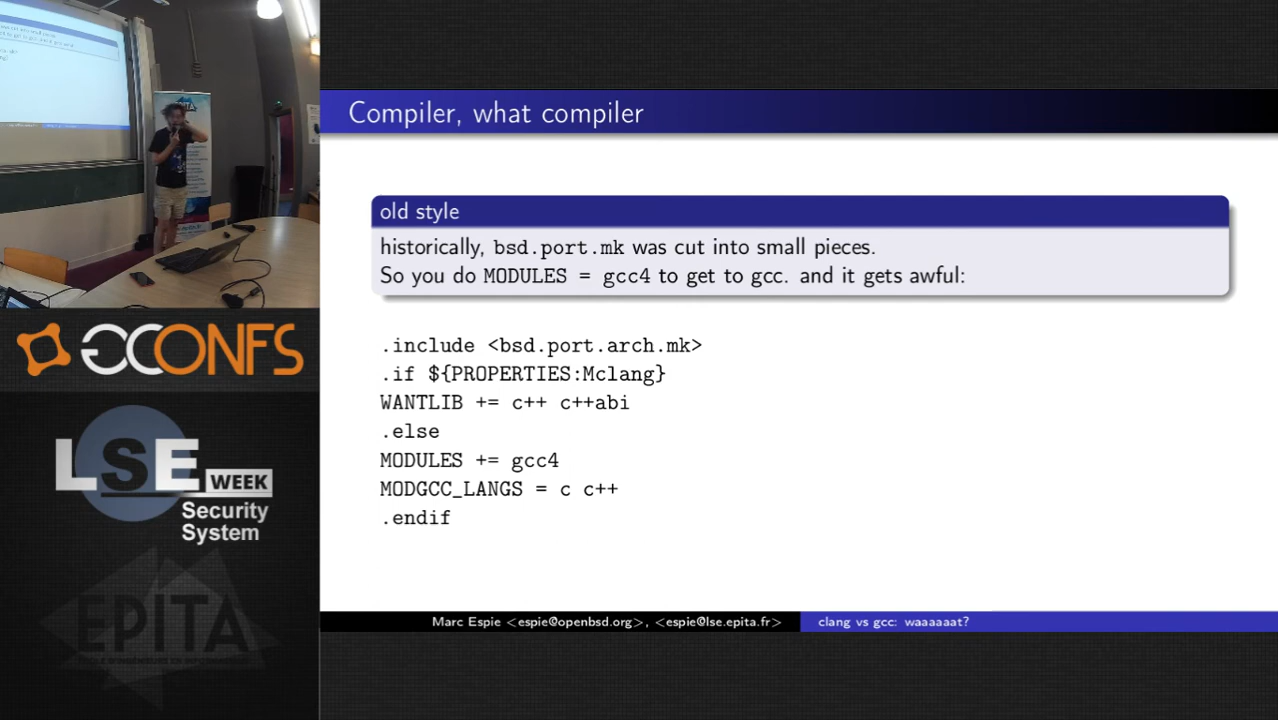 Compiler, what compiler
old style
historically, bsd.port.mk was cut into small pieces.
So you do MODULES = gcc4 to get to gcc. and it gets awful:
.include <bsd.port.arch.mk>
.if ${PROPERTIES:Mclang}
WANTLIB += c++ c++abi
.else
MODULES += gcc4
MODGCC_LANGS = c c++
.endif
Marc Espie <espie@openbsd.org>, <espie@lse.epita.fr>
clang vs gcc: waaaaaat?
GCONFS
LSE WEEK
Security
System
EPITA